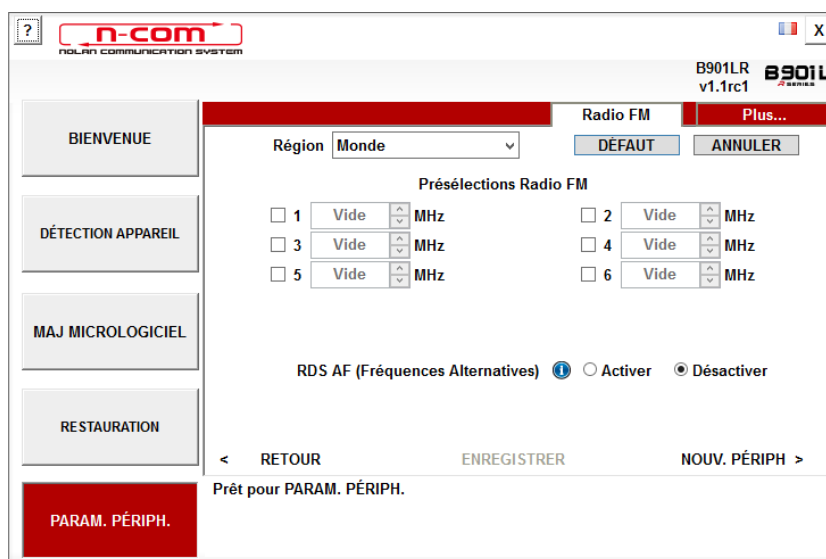 ?
n-com
NOLAN COMMUNICATION SYSTEM
X
B901LR
v1.1rc1
B901L
R SERIES
BIENVENUE
DÉTECTION APPAREIL
MAJ MICROLOGICIEL
RESTAURATION
PARAM. PÉRIPH.
Radio FM Plus...
Région Monde DÉFAUT ANNULER
Présélections Radio FM
1 Vide MHz 2 Vide MHz
3 Vide MHz 4 Vide MHz
5 Vide MHz 6 Vide MHz
RDS AF (Fréquences Alternatives) i Activer Désactiver
< RETOUR ENREGISTRER NOUV. PÉRIPH >
Prêt pour PARAM. PÉRIPH.